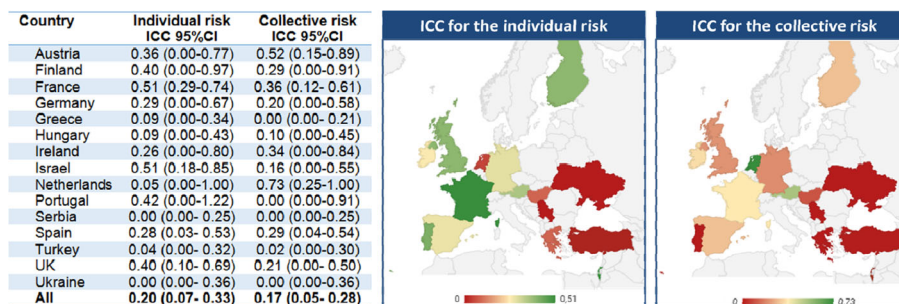 Country Individual risk Collective risk
ICC 95%CI ICC 95%CI
Austria 0.36 (0.00-0.77) 0.52 (0.15-0.89)
Finland 0.40 (0.00-0.97) 0.29 (0.00-0.91)
France 0.51 (0.29-0.74) 0.36 (0.12- 0.61)
Germany 0.29 (0.00-0.67) 0.20 (0.00-0.58)
Greece 0.09 (0.00-0.34) 0.00 (0.00- 0.21)
Hungary 0.09 (0.00-0.43) 0.10 (0.00-0.45)
Ireland 0.26 (0.00-0.80) 0.34 (0.00-0.84)
Israel 0.51 (0.18-0.85) 0.16 (0.00-0.55)
Netherlands 0.05 (0.00-1.00) 0.73 (0.25-1.00)
Portugal 0.42 (0.00-1.22) 0.00 (0.00-0.91)
Serbia 0.00 (0.00- 0.25) 0.00 (0.00-0.25)
Spain 0.28 (0.03- 0.53) 0.29 (0.04-0.54)
Turkey 0.04 (0.00- 0.32) 0.02 (0.00-0.30)
UK 0.40 (0.10- 0.69) 0.21 (0.00- 0.50)
Ukraine 0.00 (0.00- 0.36) 0.00 (0.00-0.36)
All 0.20 (0.07- 0.33) 0.17 (0.05- 0.28)
ICC for the individual risk
0 0,51
ICC for the collective risk
0 0,73